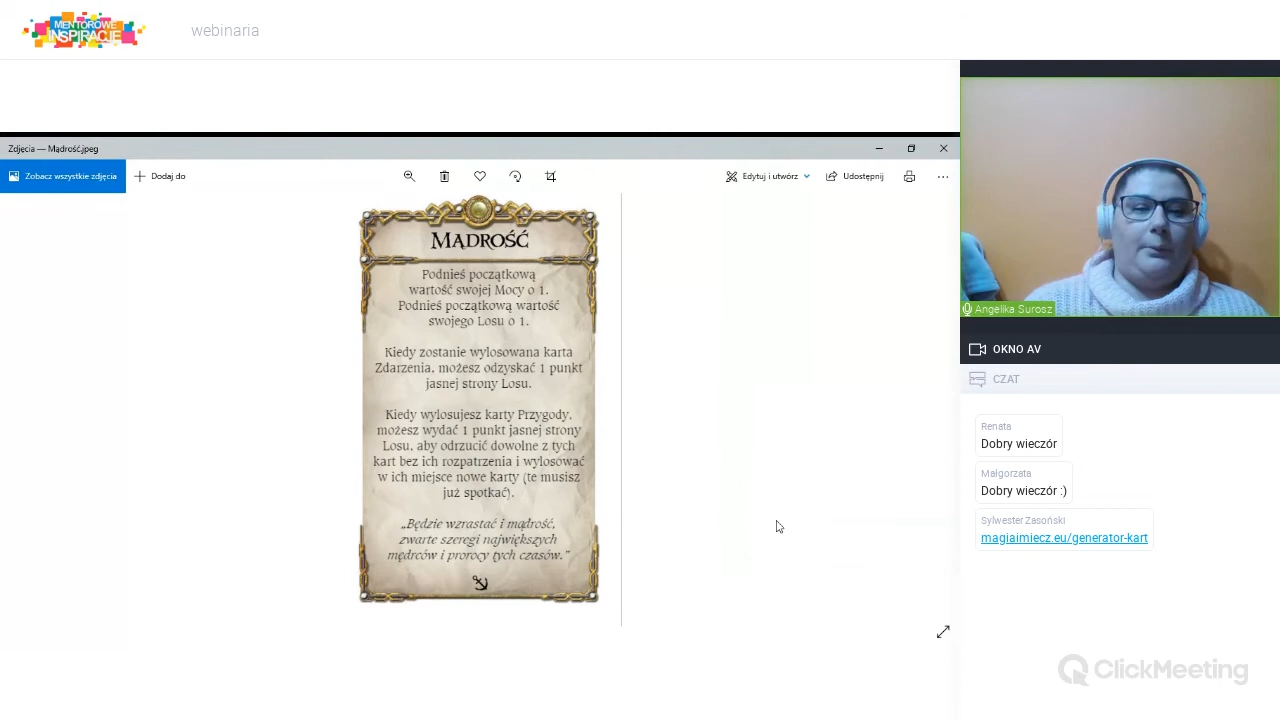 MENTOROWE
INSPIRACJE
webinaria
Zdjęcia — Mądrość.jpeg
Zobacz wszystkie zdjęcia
Dodaj do
Edytuj i utwórz
Udostępnij
MĄDROŚĆ
Podnieś początkową
wartość swojej Mocy o 1.
Podnieś początkową wartość
swojego Losu o 1.
Kiedy zostanie wylosowana karta
Zdarzenia, możesz odzyskać 1 punkt
jasnej strony Losu.
Kiedy wylosujesz karty Przygody,
możesz wydać 1 punkt jasnej strony
Losu, aby odrzucić dowolne z tych
kart bez ich rozpatrzenia i wylosować
w ich miejsce nowe karty (te musisz
już spotkać).
„Będzie wzrastać i mądrość,
zwarte szeregi największych
mędrców i prorocy tych czasów.”
Angelika Surosz
OKNO AV
CZAT
Renata
Dobry wieczór
Małgorzata
Dobry wieczór :)
Sylwester Zasoński
magiaimiecz.eu/generator-kart
ClickMeeting